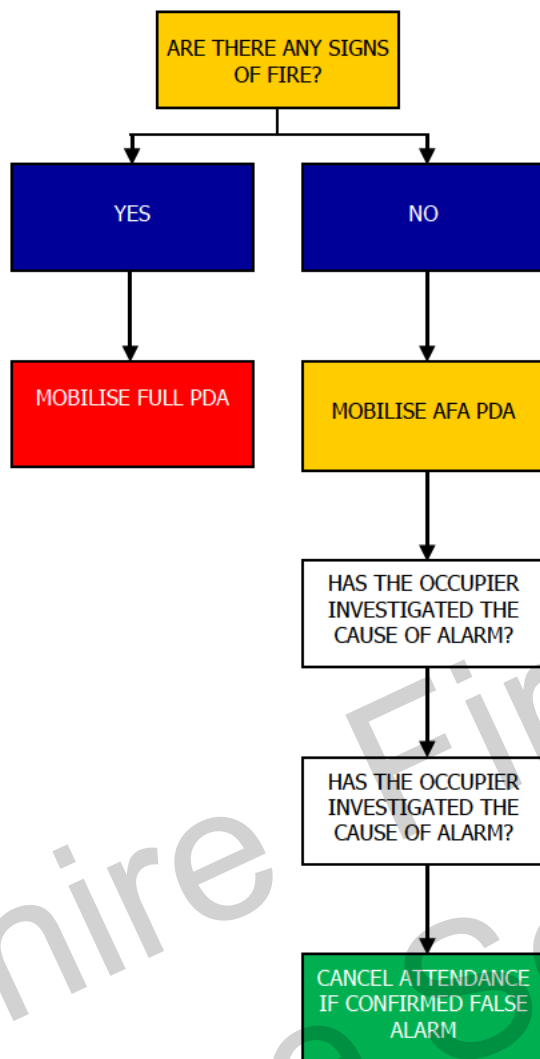 ARE THERE ANY SIGNS
OF FIRE?
YES
NO
MOBILISE FULL PDA
MOBILISE AFA PDA
HAS THE OCCUPIER
INVESTIGATED THE
CAUSE OF ALARM?
HAS THE OCCUPIER
INVESTIGATED THE
CAUSE OF ALARM?
CANCEL ATTENDANCE
IF CONFIRMED FALSE
ALARM